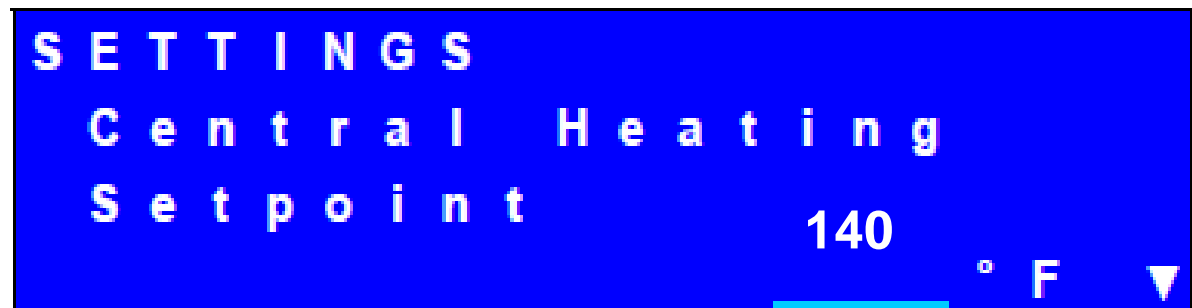 SETTINGS
Central Heating
Setpoint
140
°F ▼